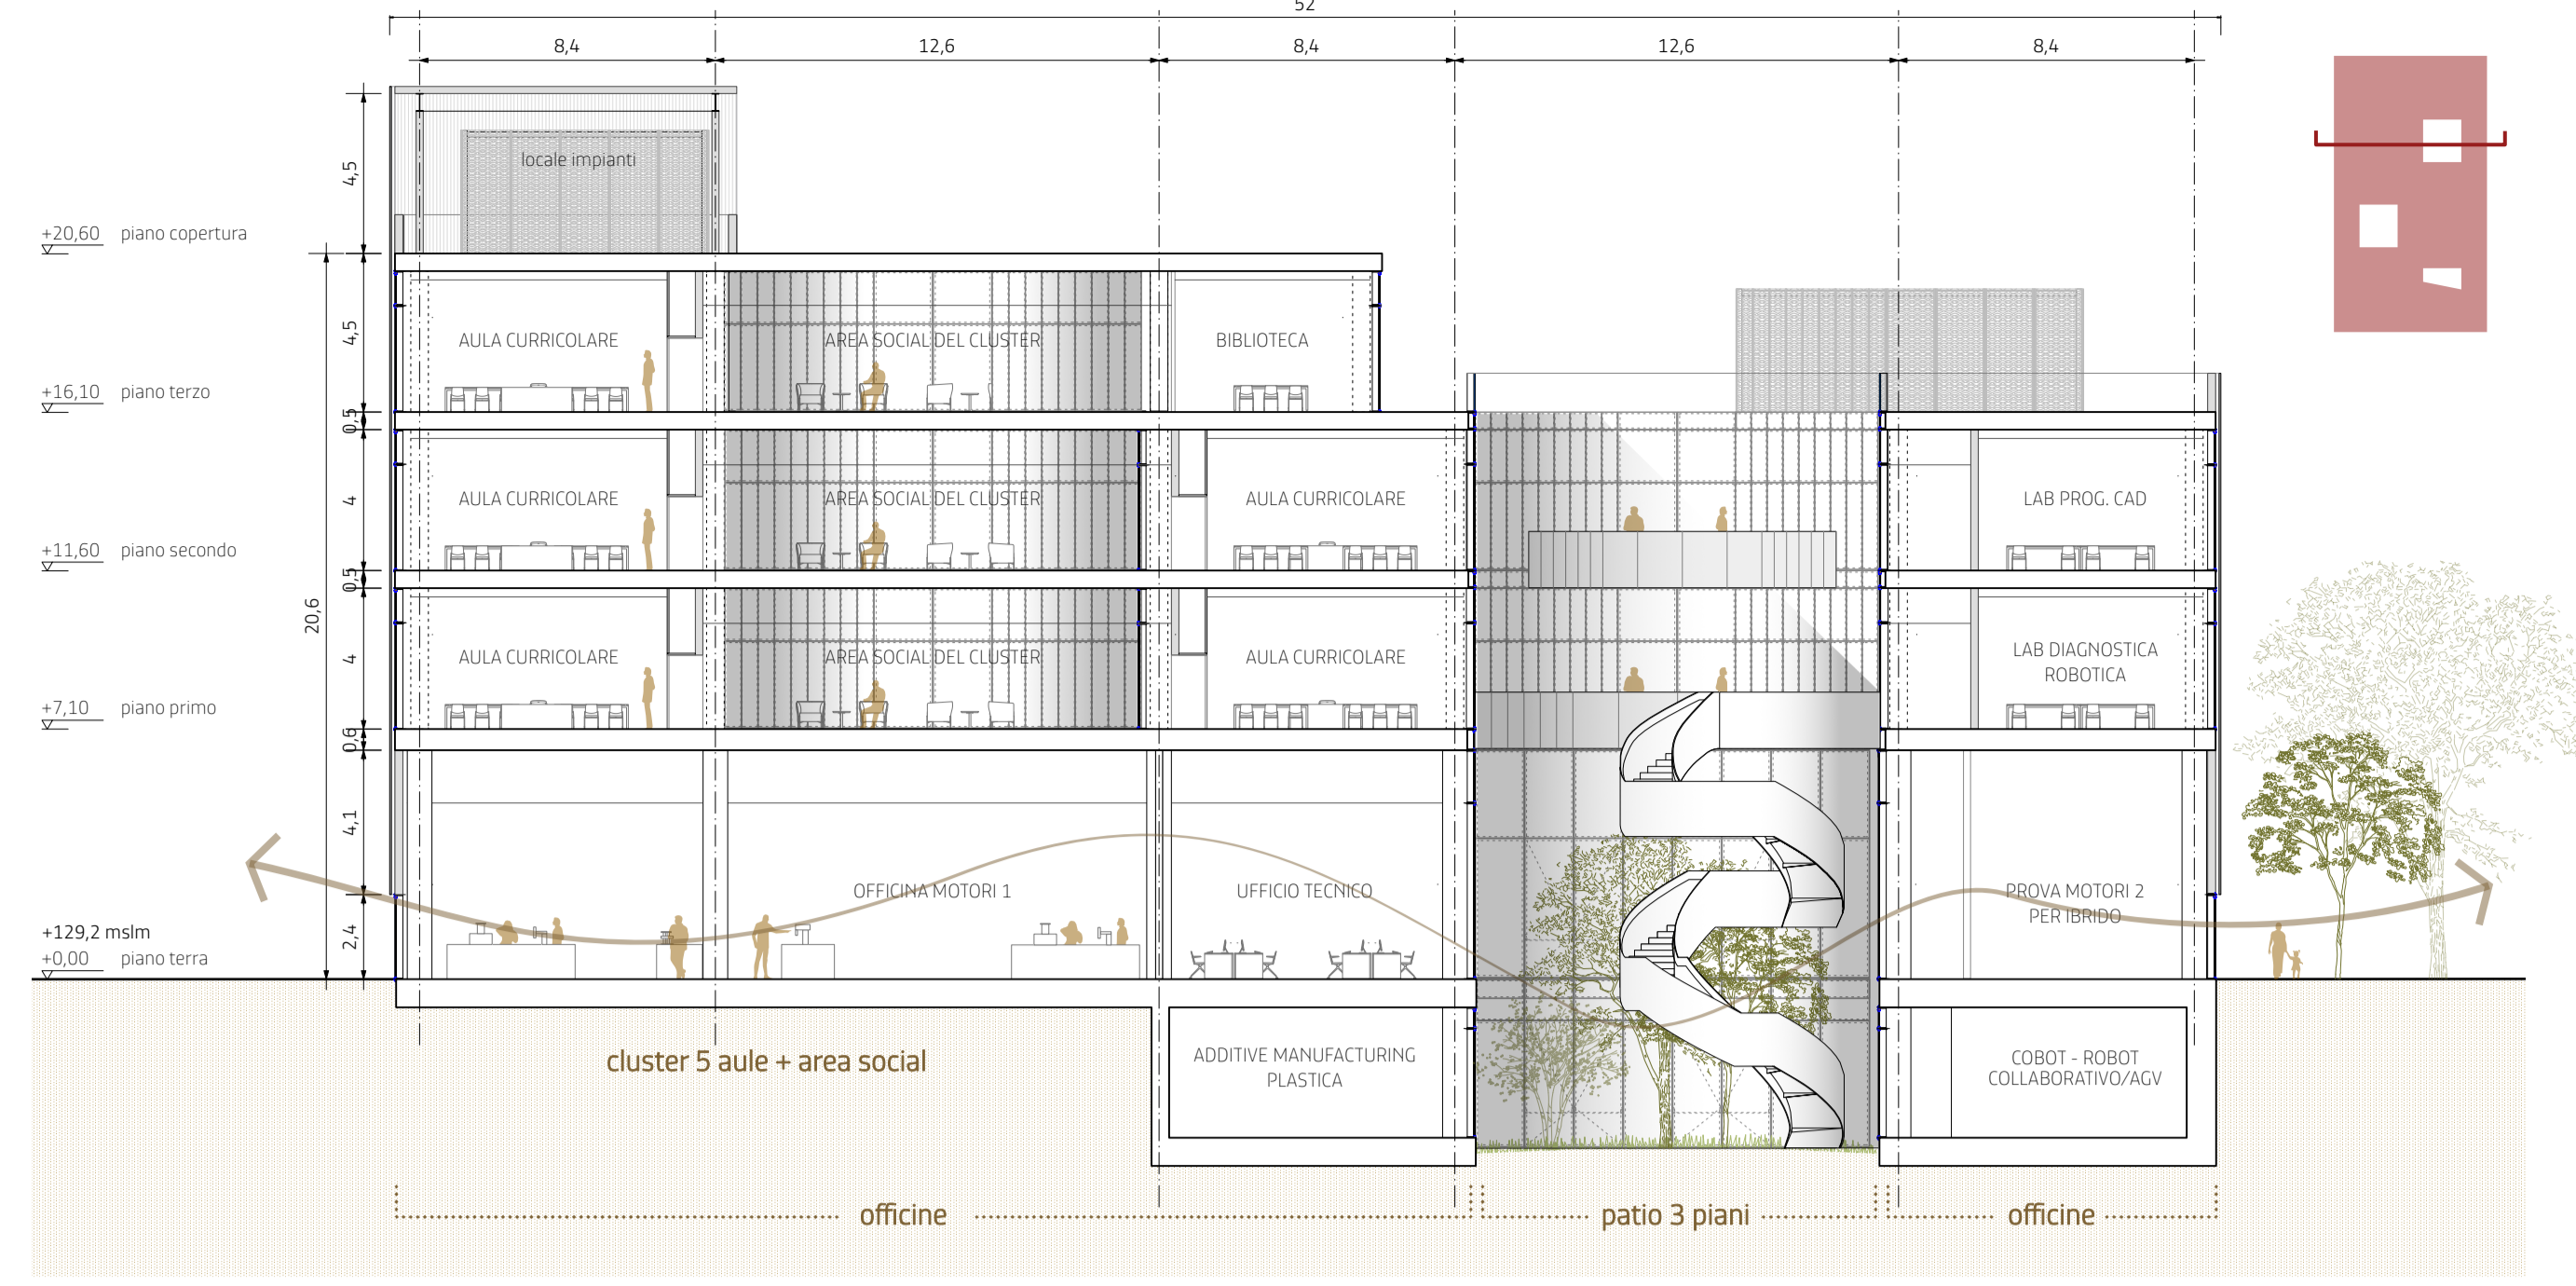 52
8,4 12,6 8,4 12,6 8,4
locale impianti
4,5
+20,60 piano copertura
4,5
AULA CURRICOLARE AREA SOCIAL DEL CLUSTER BIBLIOTECA
+16,10 piano terzo
0,5
4
AULA CURRICOLARE AREA SOCIAL DEL CLUSTER AULA CURRICOLARE LAB PROG. CAD
+11,60 piano secondo
0,5
20,6
4
AULA CURRICOLARE AREA SOCIAL DEL CLUSTER AULA CURRICOLARE LAB DIAGNOSTICA
ROBOTICA
+7,10 piano primo
0,6
4,1
OFFICINA MOTORI 1 UFFICIO TECNICO PROVA MOTORI 2
PER IBRIDO
2,4
+129,2 mslm
+0,00 piano terra
cluster 5 aule + area social
ADDITIVE MANUFACTURING
PLASTICA
COBOT - ROBOT
COLLABORATIVO/AGV
officine patio 3 piani officine